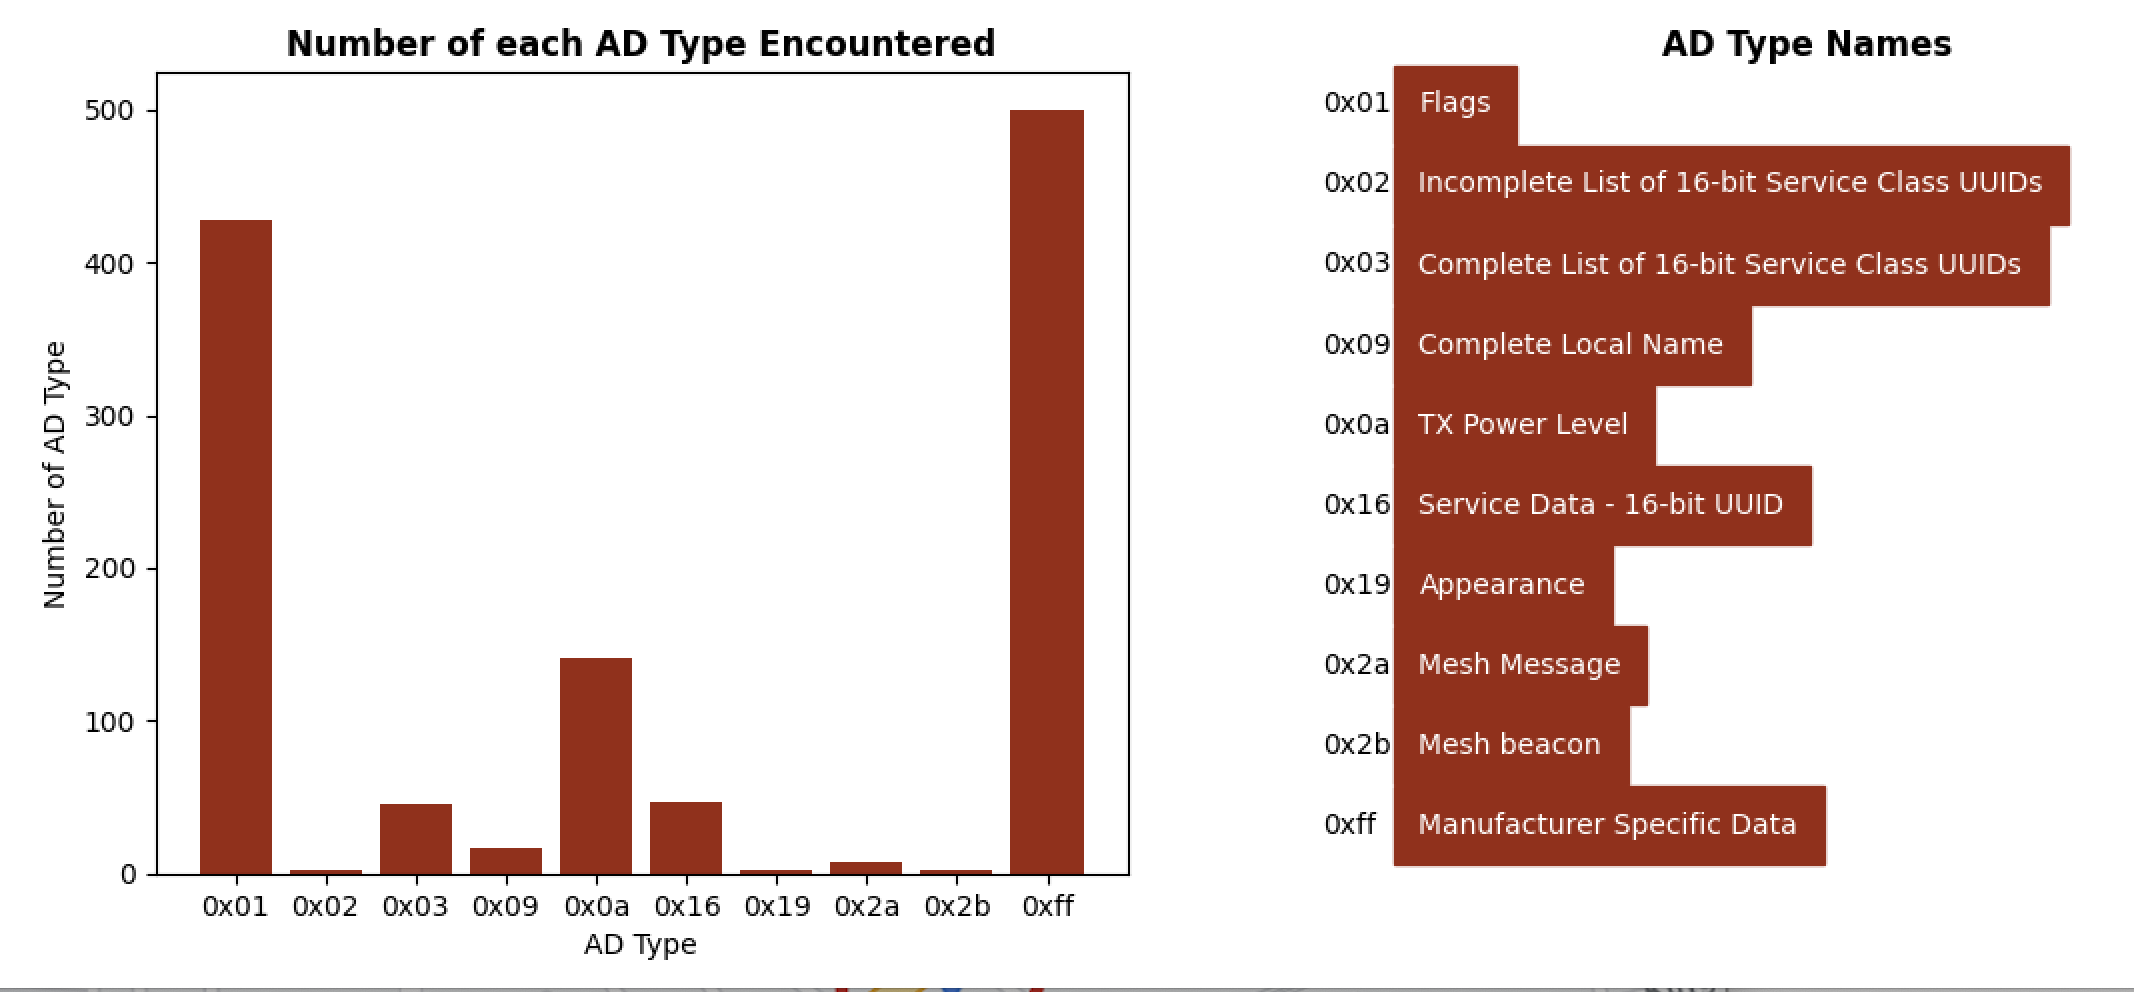 Number of each AD Type Encountered
500
400
300
200
100
0
Number of AD Type
0x01 0x02 0x03 0x09 0x0a 0x16 0x19 0x2a 0x2b 0xff
AD Type
AD Type Names
0x01 Flags
0x02 Incomplete List of 16-bit Service Class UUIDs
0x03 Complete List of 16-bit Service Class UUIDs
0x09 Complete Local Name
0x0a TX Power Level
0x16 Service Data - 16-bit UUID
0x19 Appearance
0x2a Mesh Message
0x2b Mesh beacon
0xff Manufacturer Specific Data